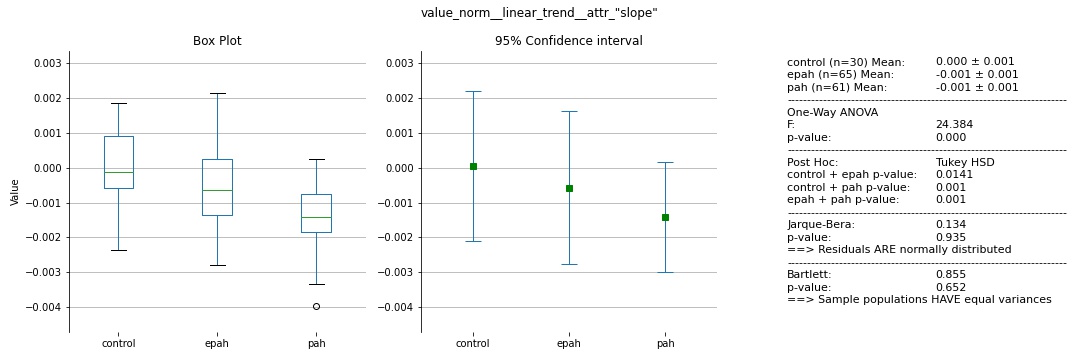 value_norm__linear_trend__attr_"slope"
Box Plot
0.003
0.002
0.001
0.000
−0.001
−0.002
−0.003
−0.004
Value
control epah pah
95% Confidence interval
0.003
0.002
0.001
0.000
−0.001
−0.002
−0.003
−0.004
control epah pah
control (n=30) Mean: 0.000 ± 0.001
epah (n=65) Mean: -0.001 ± 0.001
pah (n=61) Mean: -0.001 ± 0.001
One-Way ANOVA
F: 24.384
p-value: 0.000
Post Hoc: Tukey HSD
control + epah p-value: 0.0141
control + pah p-value: 0.001
epah + pah p-value: 0.001
Jarque-Bera: 0.134
p-value: 0.935
==> Residuals ARE normally distributed
Bartlett: 0.855
p-value: 0.652
==> Sample populations HAVE equal variances